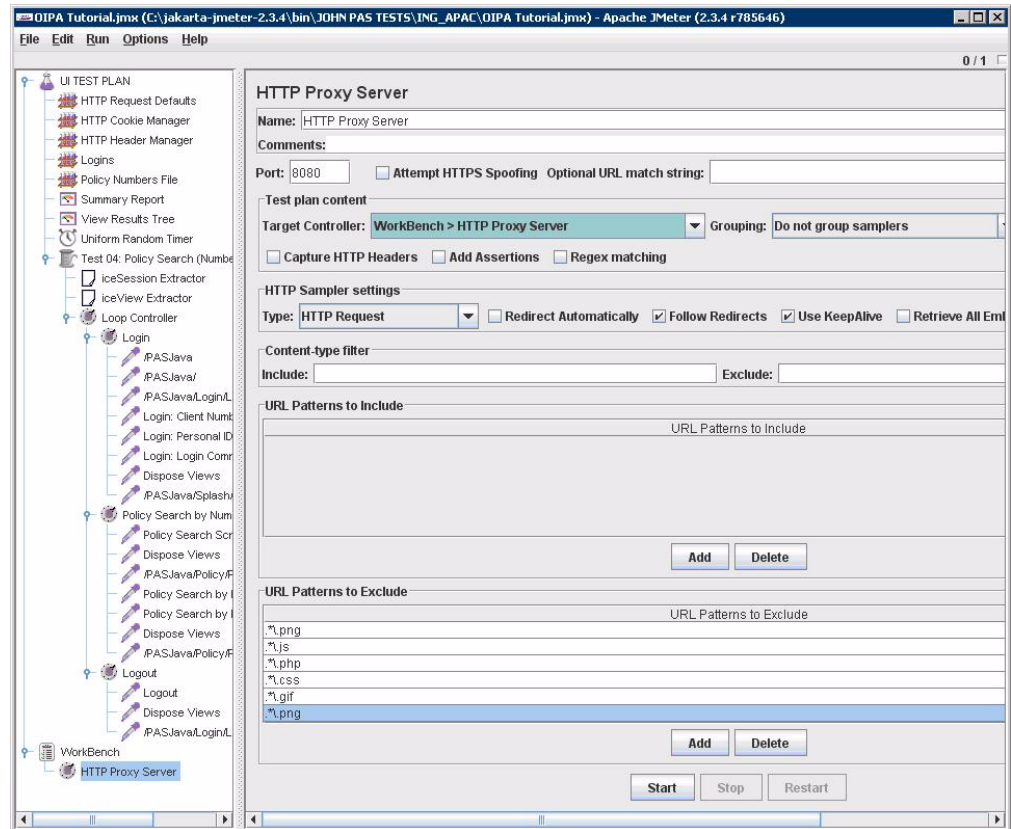 OIPA Tutorial.jmx (C:\jakarta-jmeter-2.3.4\bin\JOHN PAS TESTS\ING_APAC\OIPA Tutorial.jmx) - Apache JMeter (2.3.4 r785646)
File Edit Run Options Help
0 / 1
UI TEST PLAN
HTTP Request Defaults
HTTP Cookie Manager
HTTP Header Manager
Logins
Policy Numbers File
Summary Report
View Results Tree
Uniform Random Timer
Test 04: Policy Search (Numbe
iceSession Extractor
iceView Extractor
Loop Controller
Login
/PASJava
/PASJava/
/PASJava/Login/L
Login: Client Numb
Login: Personal ID
Login: Login Comr
Dispose Views
/PASJava/Splash/
Policy Search by Num
Policy Search Scr
Dispose Views
/PASJava/Policy/P
Policy Search by I
Policy Search by I
Dispose Views
/PASJava/Policy/P
Logout
Logout
Dispose Views
/PASJava/Login/L
WorkBench
HTTP Proxy Server
HTTP Proxy Server
Name: HTTP Proxy Server
Comments:
Port: 8080 Attempt HTTPS Spoofing Optional URL match string:
Test plan content
Target Controller: WorkBench > HTTP Proxy Server Grouping: Do not group samplers
Capture HTTP Headers Add Assertions Regex matching
HTTP Sampler settings
Type: HTTP Request Redirect Automatically Follow Redirects Use KeepAlive Retrieve All Eml
Content-type filter
Include: Exclude:
URL Patterns to Include
URL Patterns to Include
Add Delete
URL Patterns to Exclude
URL Patterns to Exclude
.*\.png
.*\.js
.*\.php
.*\.css
.*\.gif
.*\.png
Add Delete
Start Stop Restart